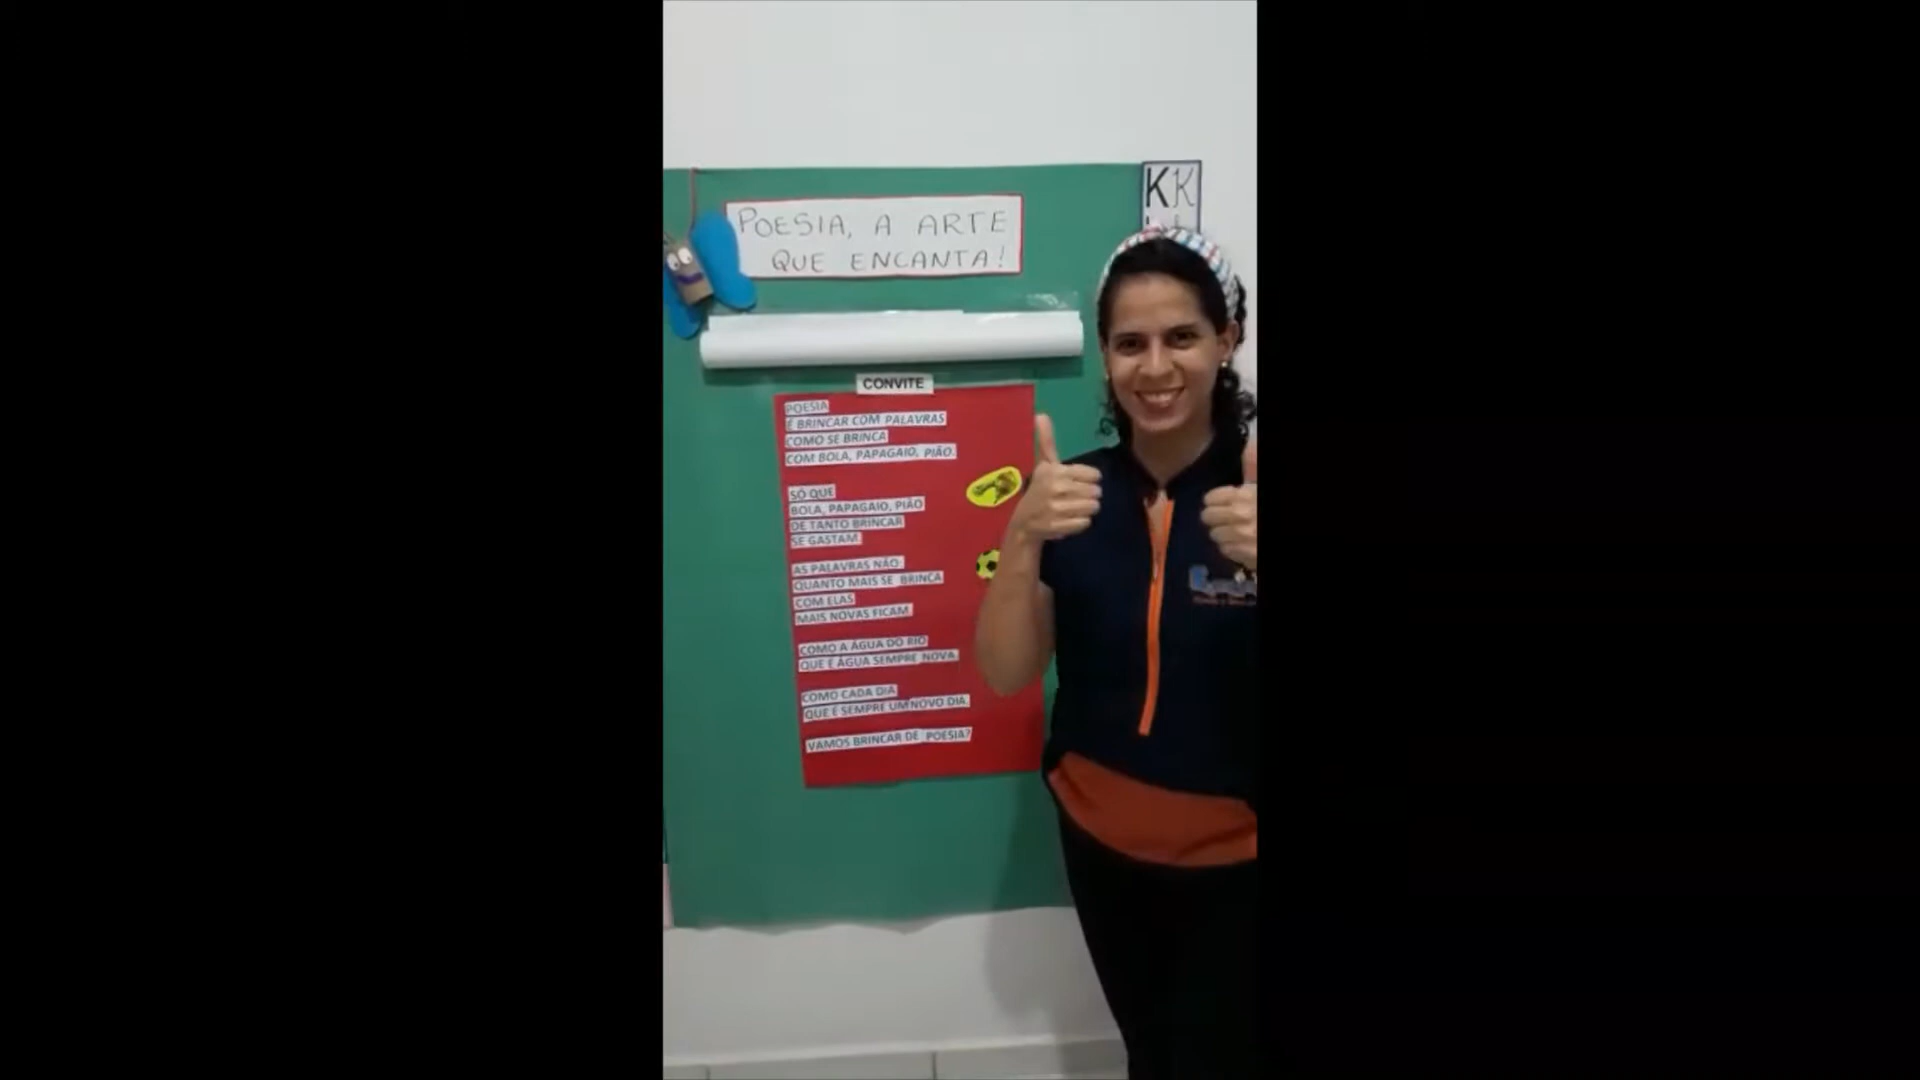 KK
POESIA, A ARTE
QUE ENCANTA!
CONVITE
POESIA
É BRINCAR COM PALAVRAS
COMO SE BRINCA
COM BOLA, PAPAGAIO, PIÃO.
SÓ QUE
BOLA, PAPAGAIO, PIÃO
DE TANTO BRINCAR
SE GASTAM.
AS PALAVRAS NÃO:
QUANTO MAIS SE BRINCA
COM ELAS
MAIS NOVAS FICAM.
COMO A ÁGUA DO RIO
QUE É ÁGUA SEMPRE NOVA.
COMO CADA DIA
QUE É SEMPRE UM NOVO DIA.
VAMOS BRINCAR DE POESIA?